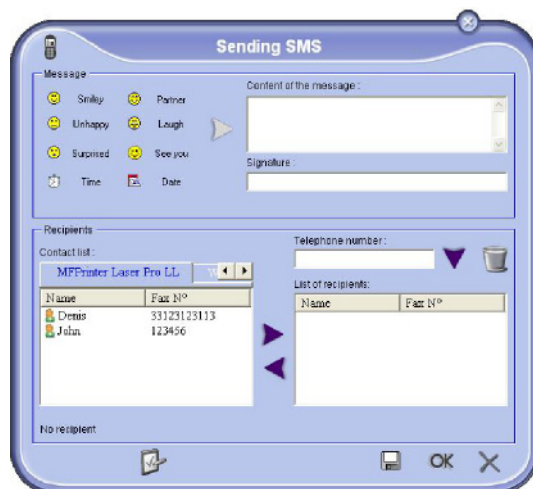 Sending SMS
Message
Smiley Partner
Unhappy Laugh
Surprised See you
Time Date
Content of the message :
Signature :
Recipients
Contact list :
MFPrinter Laser Pro LL
Name Fax Nº
Denis 33123123113
John 123456
Telephone number :
List of recipients:
Name Fax Nº
No recipient
OK